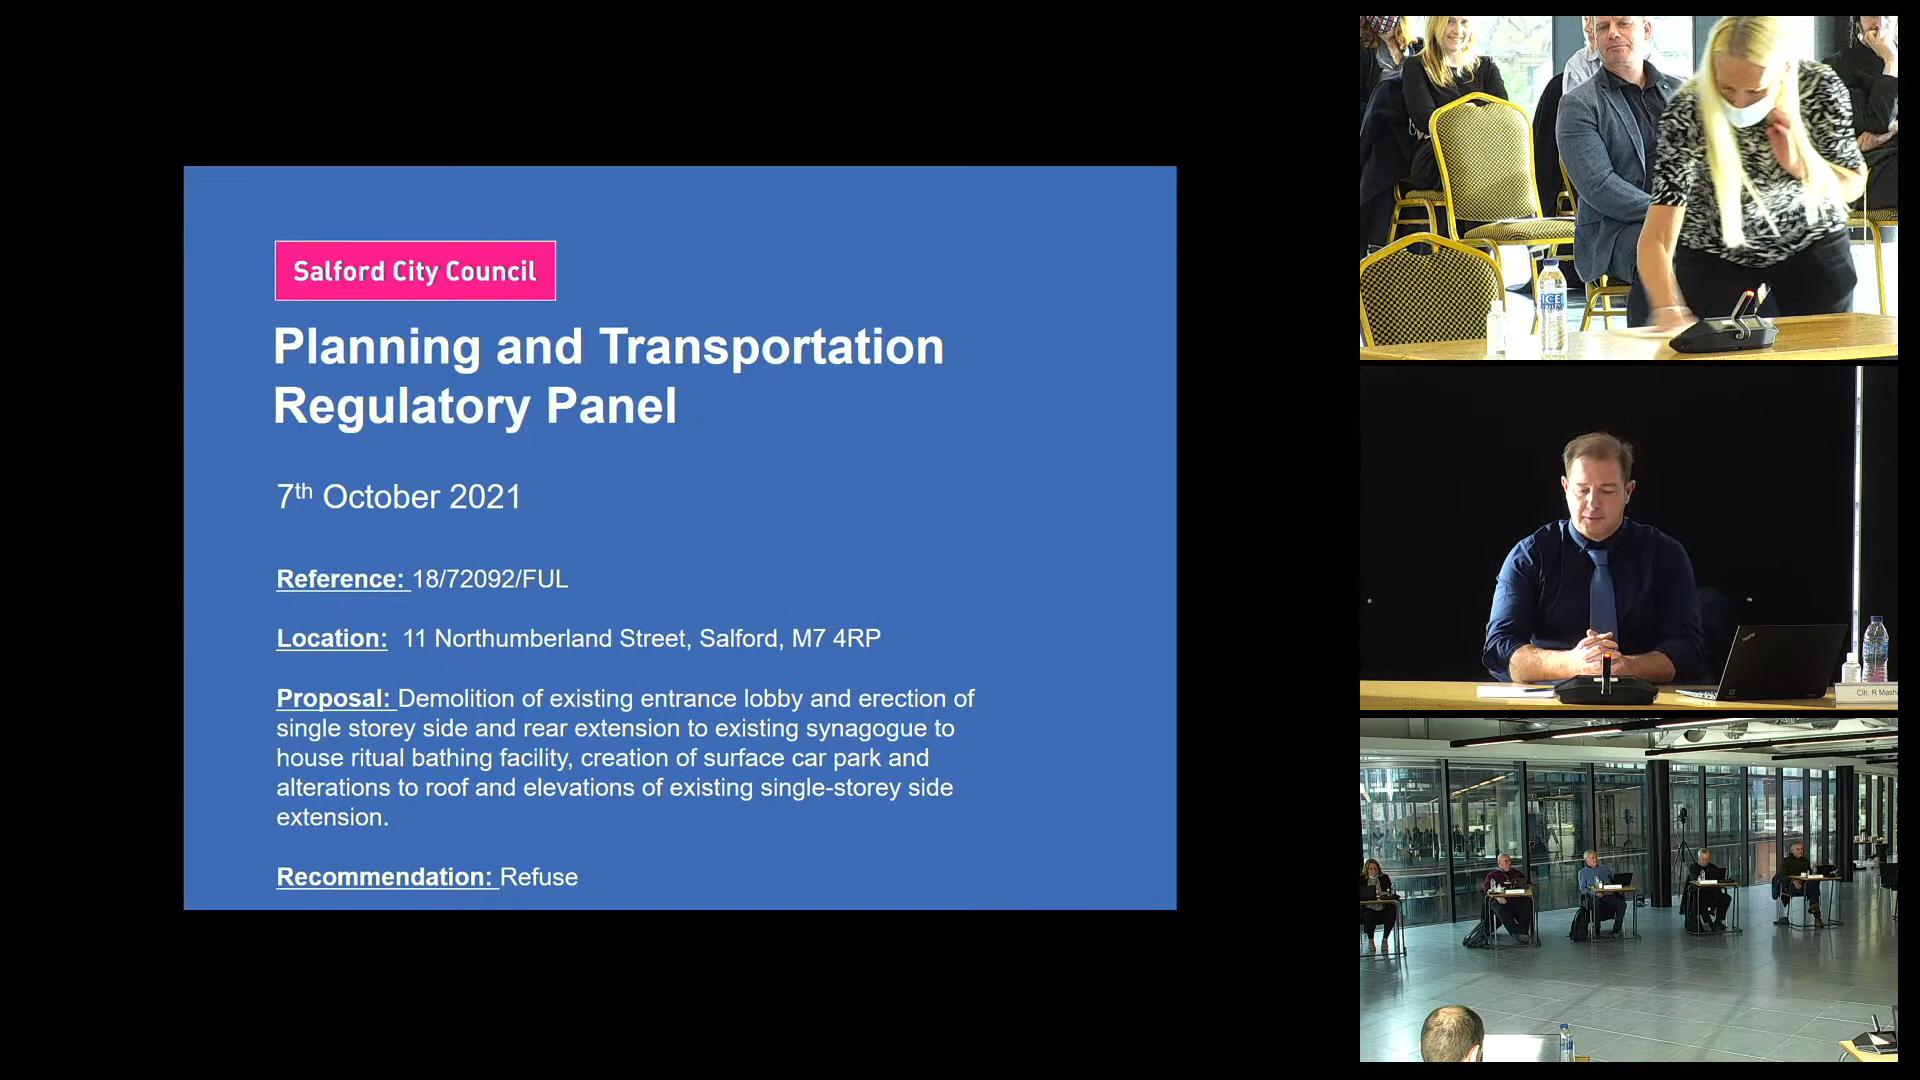 Salford City Council
Planning and Transportation
Regulatory Panel
7th October 2021
Reference: 18/72092/FUL
Location: 11 Northumberland Street, Salford, M7 4RP
Proposal: Demolition of existing entrance lobby and erection of
single storey side and rear extension to existing synagogue to
house ritual bathing facility, creation of surface car park and
alterations to roof and elevations of existing single-storey side
extension.
Recommendation: Refuse
ICE
Cllr. R Mash